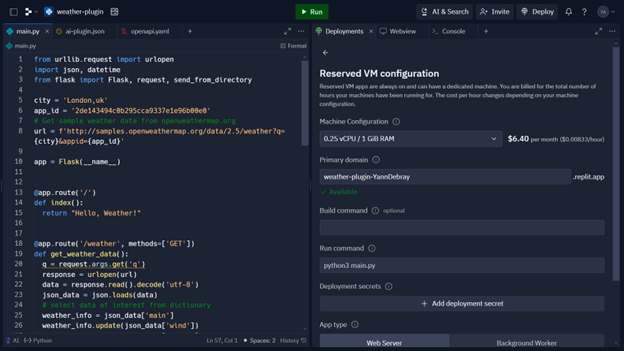 weather-plugin
Run
AI & Search
Invite
Deploy
YA
main.py
ai-plugin.json
openapi.yaml
Deployments
Webview
Console
main.py
Format
1 from urllib.request import urlopen
2 import json, datetime
3 from flask import Flask, request, send_from_directory
4
5 city = 'London,uk'
6 app_id = '2de143494c0b295cca9337e1e96b00e0'
7 # Get sample weather data from openweathermap.org
8 url = f'http://samples.openweathermap.org/data/2.5/weather?q=
{city}&appid={app_id}'
9
10 app = Flask(__name__)
11
12
13 @app.route('/')
14 def index():
15 return "Hello, Weather!"
16
17
18 @app.route('/weather', methods=['GET'])
19 def get_weather_data():
20 q = request.args.get('q')
21 response = urlopen(url)
22 data = response.read().decode('utf-8')
23 json_data = json.loads(data)
24 # select data of interest from dictionary
25 weather_info = json_data['main']
26 weather_info.update(json_data['wind'])
AI
Python
Ln 57, Col 1
Spaces: 2
History
Reserved VM configuration
Reserved VM apps are always on and can have a dedicated machine. You are billed for the total number of
hours your machines have been running for. The cost per hour changes depending on your machine
configuration.
Machine Configuration
0.25 vCPU / 1 GiB RAM
$6.40 per month ($0.00833/hour)
Primary domain
weather-plugin-YannDebray
.replit.app
Available
Build command optional
Run command
python3 main.py
Deployment secrets
+ Add deployment secret
App type
Web Server
Background Worker